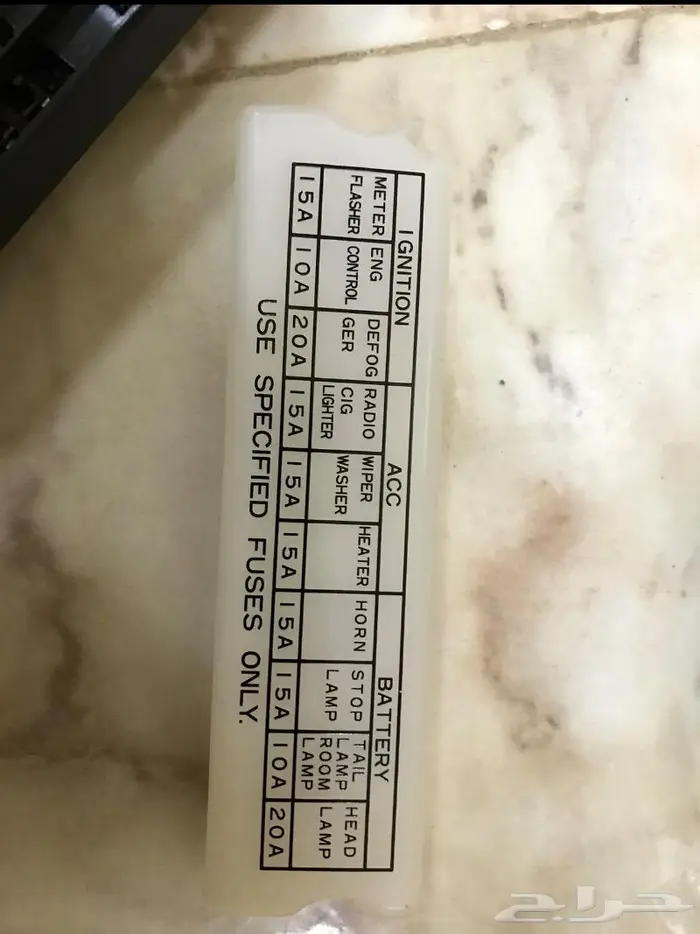 IGNITION ACC BATTERY
METER FLASHER
ENG CONTROL
DEFOG GER
RADIO CIG LIGHTER
WIPER WASHER
HEATER
HORN
STOP LAMP
TAIL LAMP ROOM LAMP
HEAD LAMP
15A 10A 20A 15A 15A 15A 15A 15A 10A 20A
USE SPECIFIED FUSES ONLY.
حراج